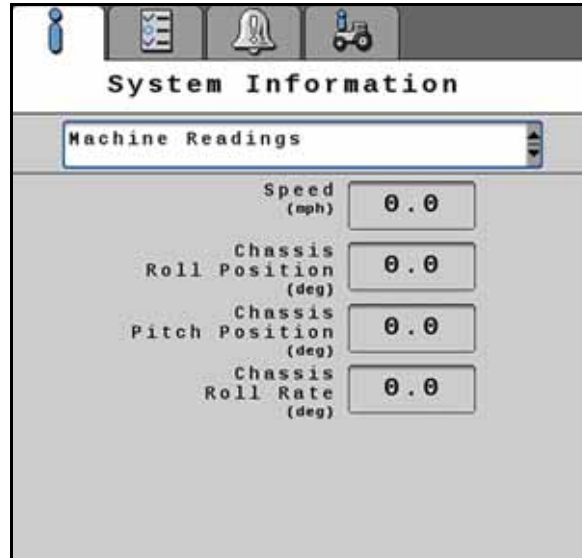 System Information
Machine Readings
Speed
(mph)
0.0
Chassis
Roll Position
(deg)
0.0
Chassis
Pitch Position
(deg)
0.0
Chassis
Roll Rate
(deg)
0.0